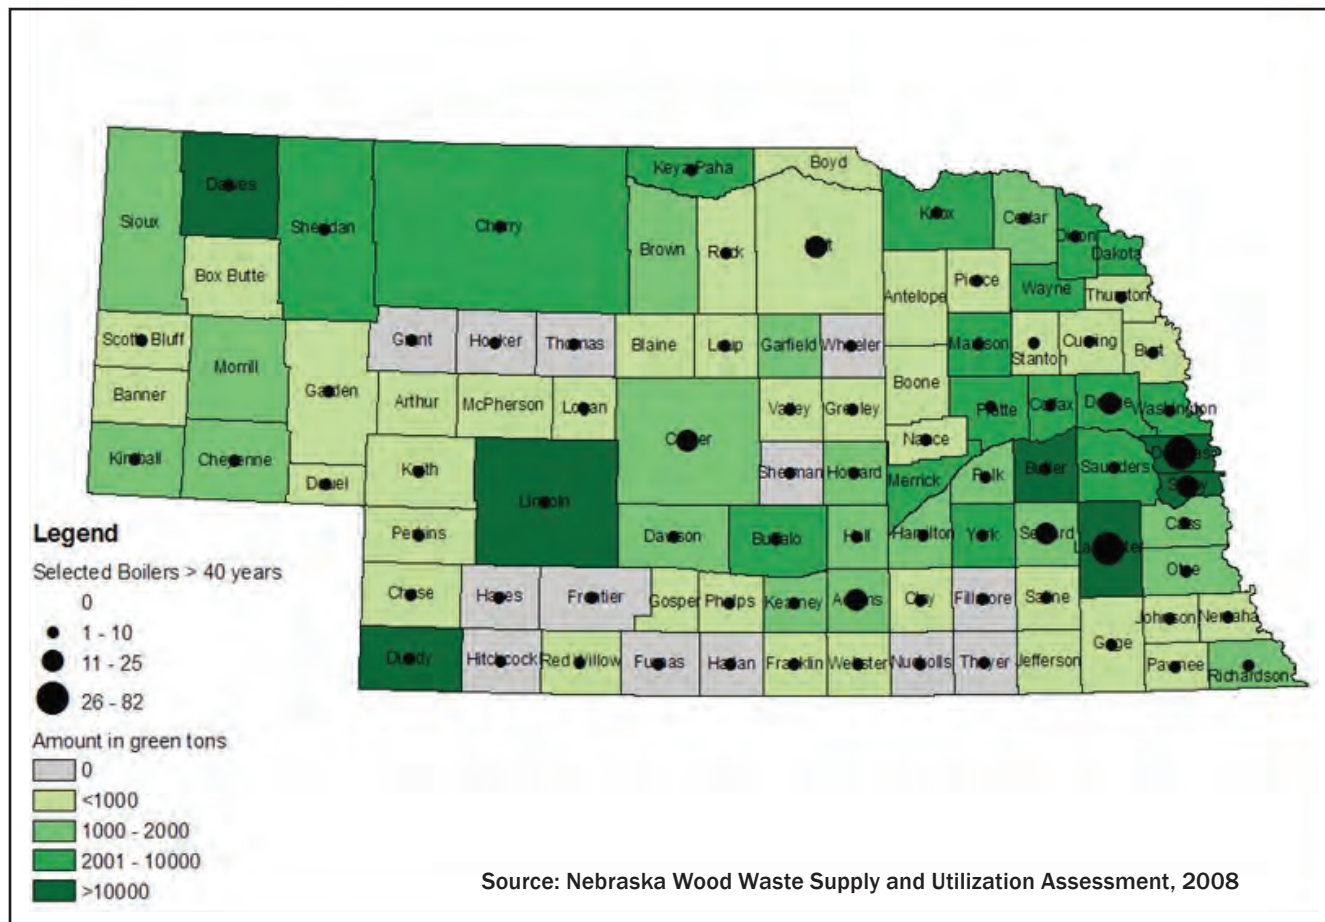 Keya Paha
Boyd
Dawes
Sioux
Sheridan
Cherry
Knox
Cedar
Dixon
Dakota
Brown
Rock
Holt
Box Butte
Antelope
Pierce
Wayne
Thurston
Scotts Bluff
Grant
Hooker
Thomas
Blaine
Loup
Garfield
Wheeler
Madison
Stanton
Cuming
Burt
Morrill
Banner
Garden
Arthur
McPherson
Logan
Custer
Valley
Greeley
Boone
Platte
Colfax
Dodge
Washington
Kimball
Cheyenne
Deuel
Keith
Lincoln
Sherman
Howard
Nance
Merrick
Polk
Butler
Saunders
Douglas
Sarpy
Perkins
Dawson
Buffalo
Hall
Hamilton
York
Seward
Lancaster
Cass
Otoe
Chase
Hayes
Frontier
Gosper
Phelps
Kearney
Adams
Clay
Fillmore
Saline
Gage
Johnson
Nemaha
Dundy
Hitchcock
Red Willow
Furnas
Harlan
Franklin
Webster
Nuckolls
Thayer
Jefferson
Pawnee
Richardson
Legend
Selected Boilers > 40 years
0
1 - 10
11 - 25
26 - 82
Amount in green tons
0
<1000
1000 - 2000
2001 - 10000
>10000
Source: Nebraska Wood Waste Supply and Utilization Assessment, 2008